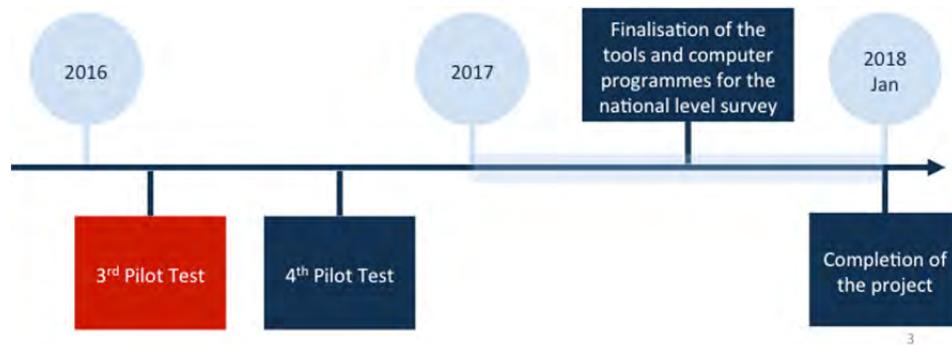 2016
2017
Finalisation of the
tools and computer
programmes for the
national level survey
2018
Jan
3rd Pilot Test
4th Pilot Test
Completion of
the project
3